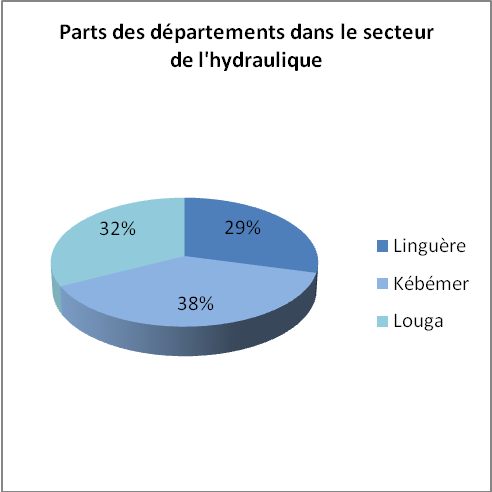 Parts des départements dans le secteur
de l'hydraulique
32%
29%
38%
Linguère
Kébémer
Louga